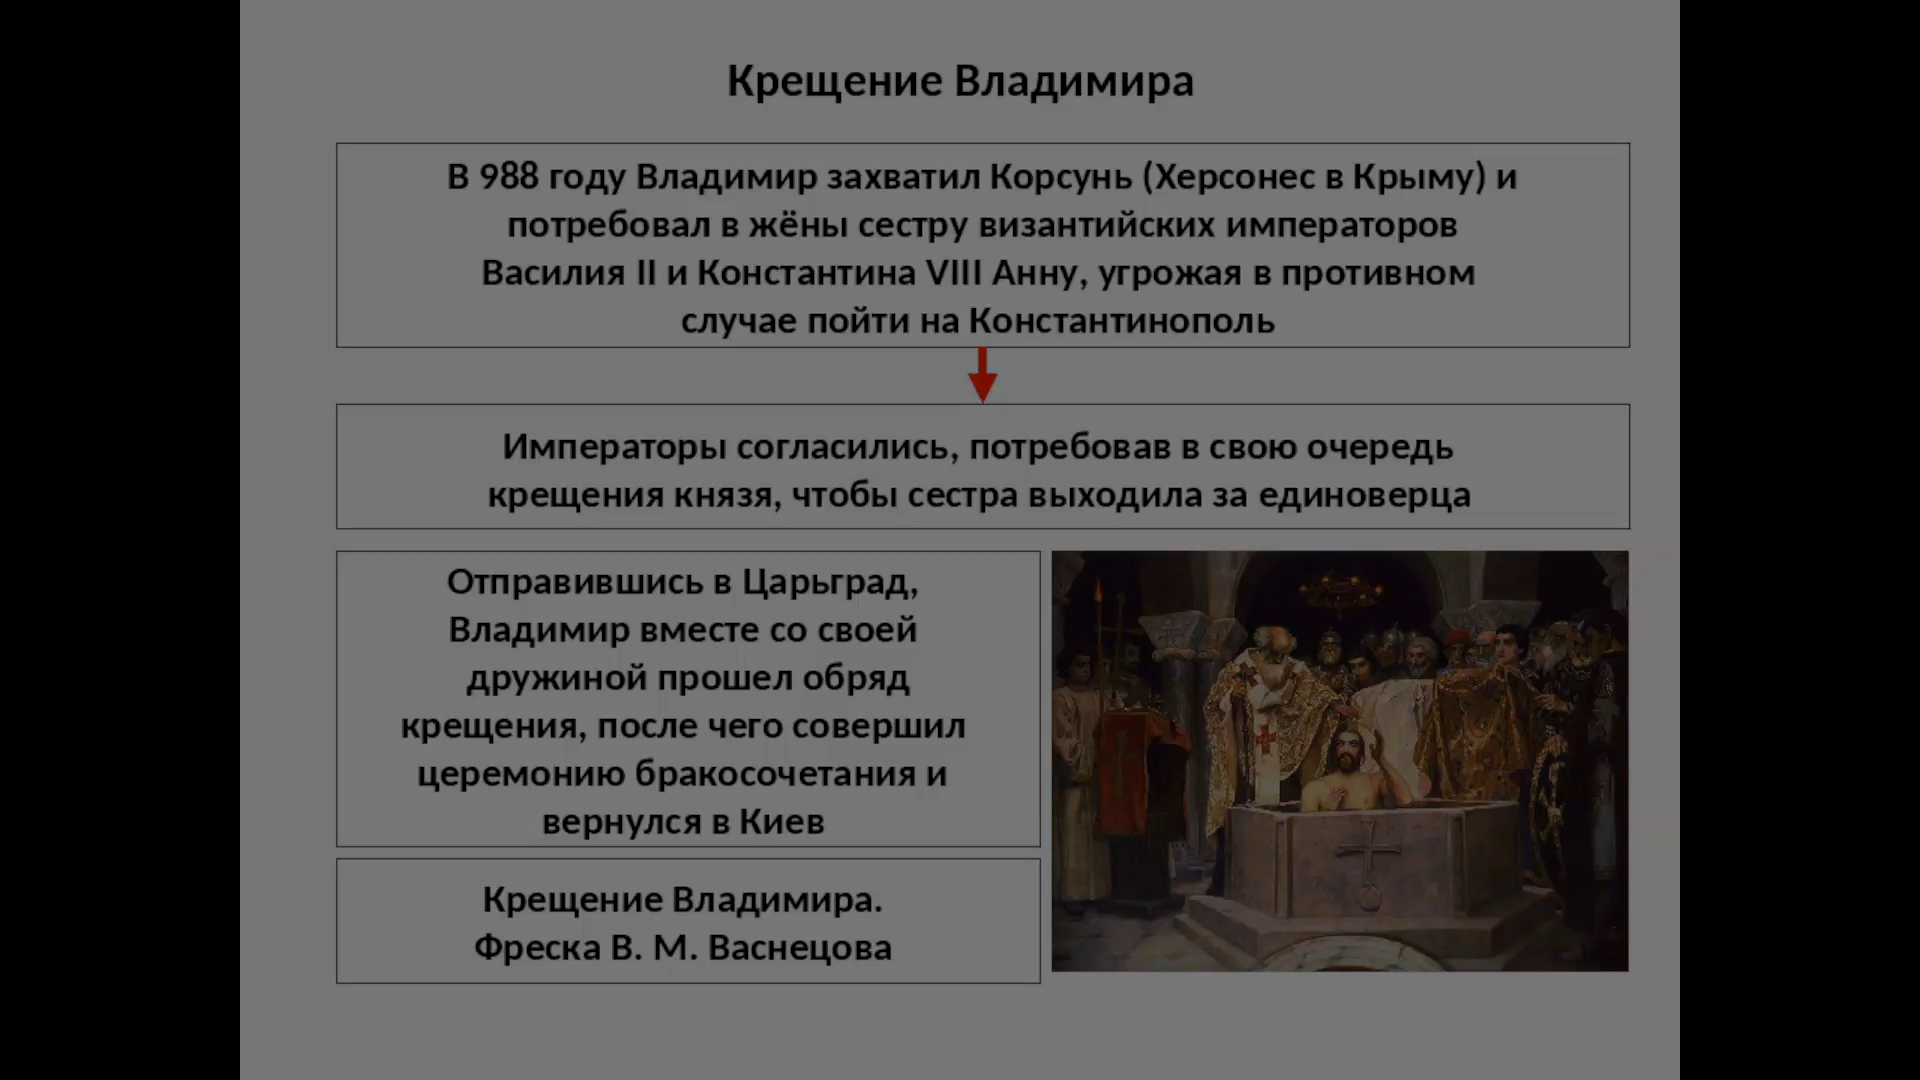 Крещение Владимира
В 988 году Владимир захватил Корсунь (Херсонес в Крыму) и
потребовал в жёны сестру византийских императоров
Василия II и Константина VIII Анну, угрожая в противном
случае пойти на Константинополь
Императоры согласились, потребовав в свою очередь
крещения князя, чтобы сестра выходила за единоверца
Отправившись в Царьград,
Владимир вместе со своей
дружиной прошел обряд
крещения, после чего совершил
церемонию бракосочетания и
вернулся в Киев
Крещение Владимира.
Фреска В. М. Васнецова